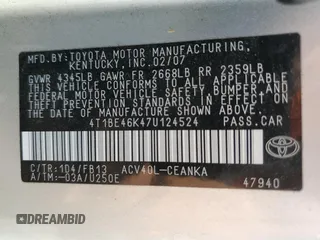 MFD.BY:TOYOTA MOTOR MANUFACTURING,
KENTUCKY, INC. 02/07
GVWR 4345LB GAWR FR 2668LB RR 2359LB
THIS VEHICLE CONFORMS TO ALL APPLICABLE
FEDERAL MOTOR VEHICLE SAFETY, BUMPER, AND
THEFT PREVENTION STANDARDS IN EFFECT ON
THE DATE OF MANUFACTURE SHOWN ABOVE.
4T1BE46K47U124524 PASS.CAR
C/TR:1D4/FB13 ACV40L-CEANKA
A/TM:-03A/U250E
TOYOTA
47940
DREAMBID